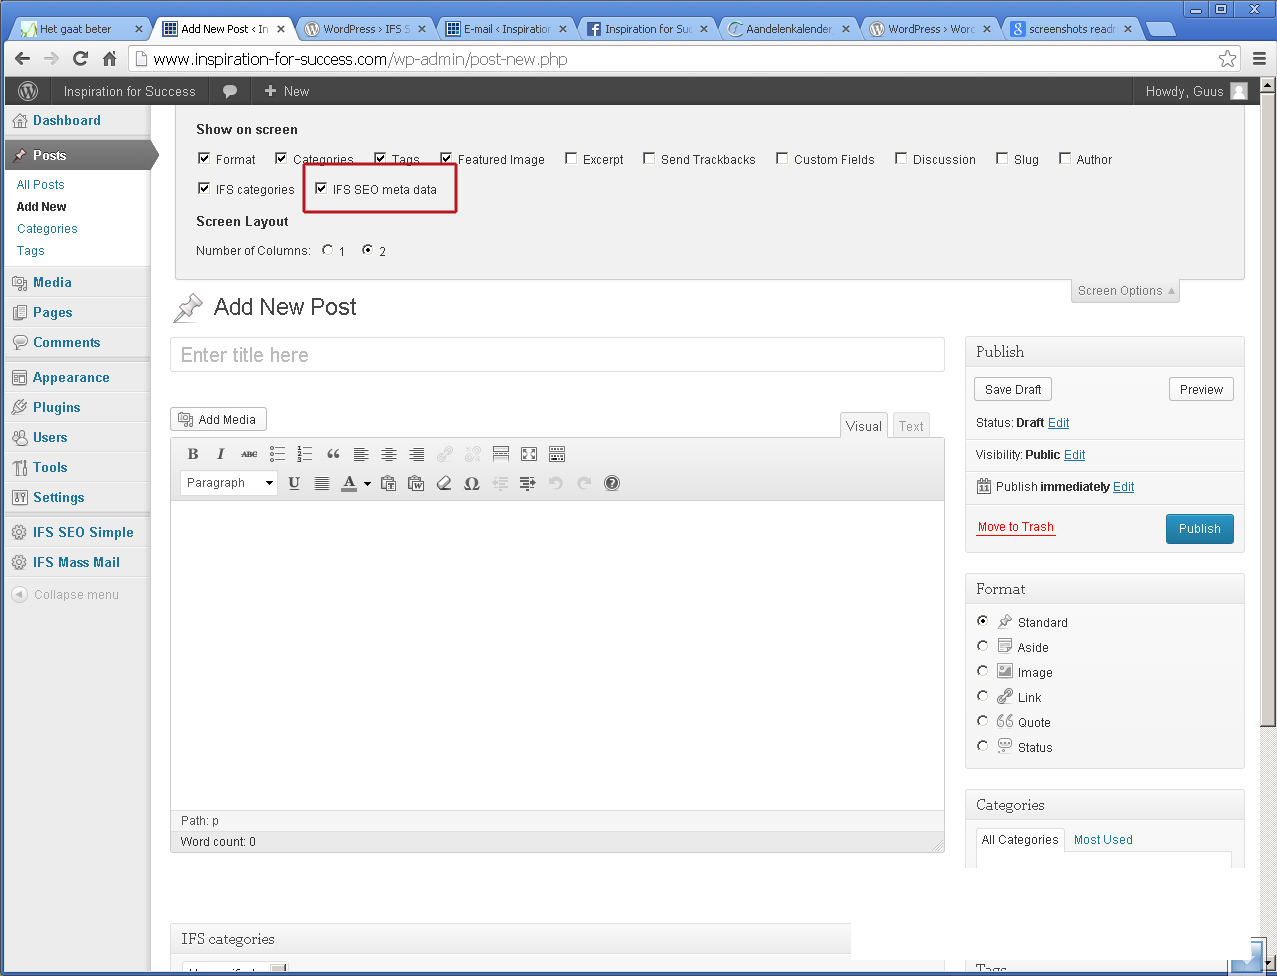 Het gaat beter
Add New Post ‹ In
WordPress › IFS S
E-mail ‹ Inspiration
Inspiration for Suc
Aandelenkalender
WordPress › Word
screenshots readm
www.inspiration-for-success.com/wp-admin/post-new.php
Inspiration for Success
+ New
Howdy, Guus
Dashboard
Posts
All Posts
Add New
Categories
Tags
Media
Pages
Comments
Appearance
Plugins
Users
Tools
Settings
IFS SEO Simple
IFS Mass Mail
Collapse menu
Show on screen
Format Categories Tags Featured Image Excerpt Send Trackbacks Custom Fields Discussion Slug Author
IFS categories IFS SEO meta data
Screen Layout
Number of Columns: 1 2
Screen Options
Add New Post
Enter title here
Add Media
Visual Text
B I ABC
Paragraph U A Ω ?
Path: p
Word count: 0
IFS categories
Publish
Save Draft Preview
Status: Draft Edit
Visibility: Public Edit
11 Publish immediately Edit
Move to Trash Publish
Format
Standard
Aside
Image
Link
Quote
Status
Categories
All Categories Most Used
Tags